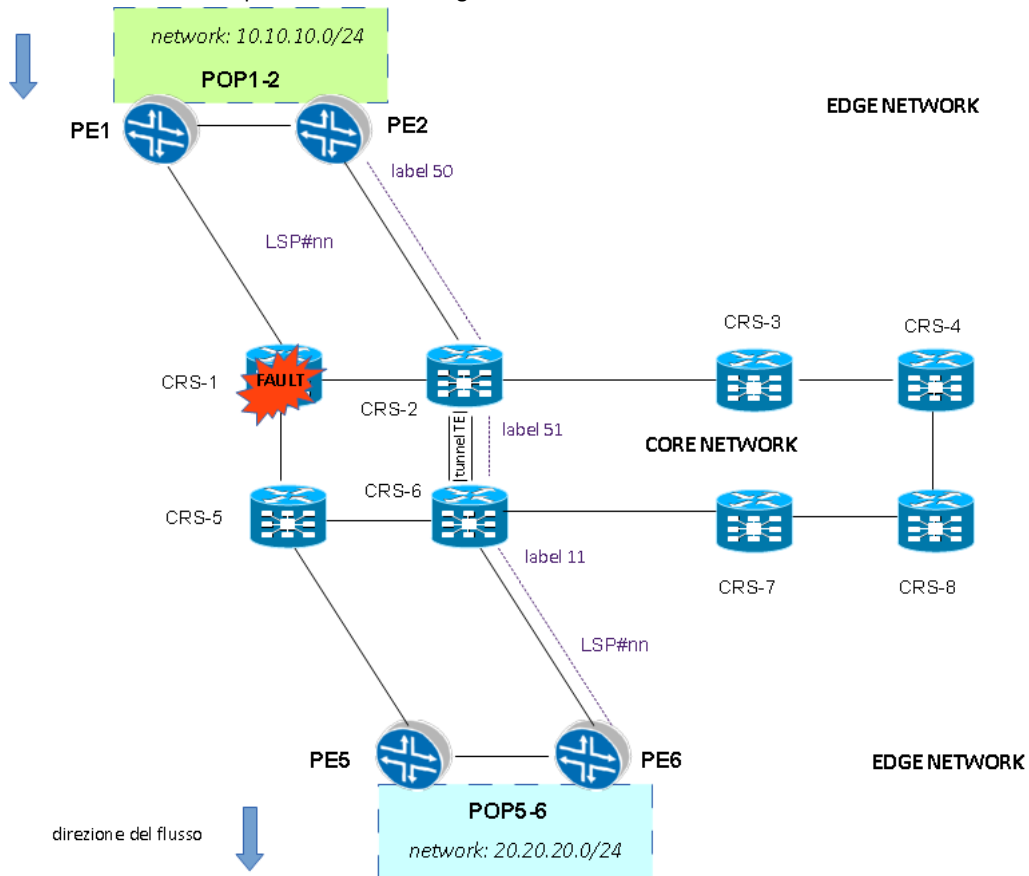 network: 10.10.10.0/24
POP1-2
EDGE NETWORK
PE1
PE2
label 50
LSP#nn
CRS-3
CRS-4
CRS-1
FAULT
CRS-2
|tunnel TE|
label 51
CORE NETWORK
CRS-6
CRS-5
label 11
CRS-7
CRS-8
LSP#nn
PE5
PE6
EDGE NETWORK
POP5-6
direzione del flusso
network: 20.20.20.0/24